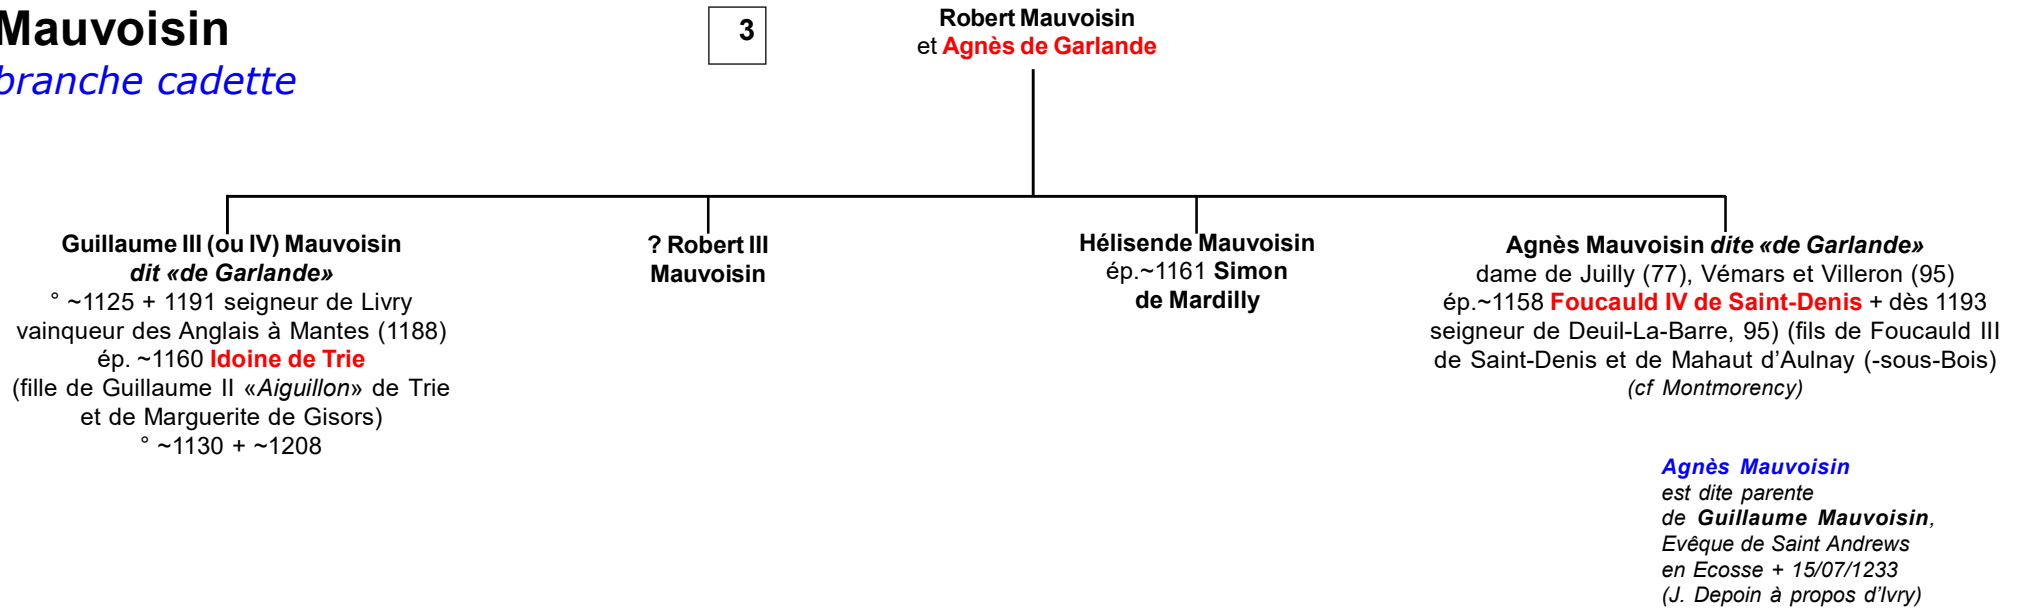 Mauvoisin
branche cadette
3
Robert Mauvoisin
et Agnès de Garlande
Guillaume III (ou IV) Mauvoisin
dit «de Garlande»
° ~1125 + 1191 seigneur de Livry
vainqueur des Anglais à Mantes (1188)
ép. ~1160 Idoine de Trie
(fille de Guillaume II «Aiguillon» de Trie
et de Marguerite de Gisors)
° ~1130 + ~1208
? Robert III
Mauvoisin
Hélisende Mauvoisin
ép.~1161 Simon
de Mardilly
Agnès Mauvoisin dite «de Garlande»
dame de Juilly (77), Vémars et Villeron (95)
ép.~1158 Foucauld IV de Saint-Denis + dès 1193
seigneur de Deuil-La-Barre, 95) (fils de Foucauld III
de Saint-Denis et de Mahaut d'Aulnay (-sous-Bois)
(cf Montmorency)
Agnès Mauvoisin
est dite parente
de Guillaume Mauvoisin,
Evêque de Saint Andrews
en Ecosse + 15/07/1233
(J. Depoin à propos d'Ivry)